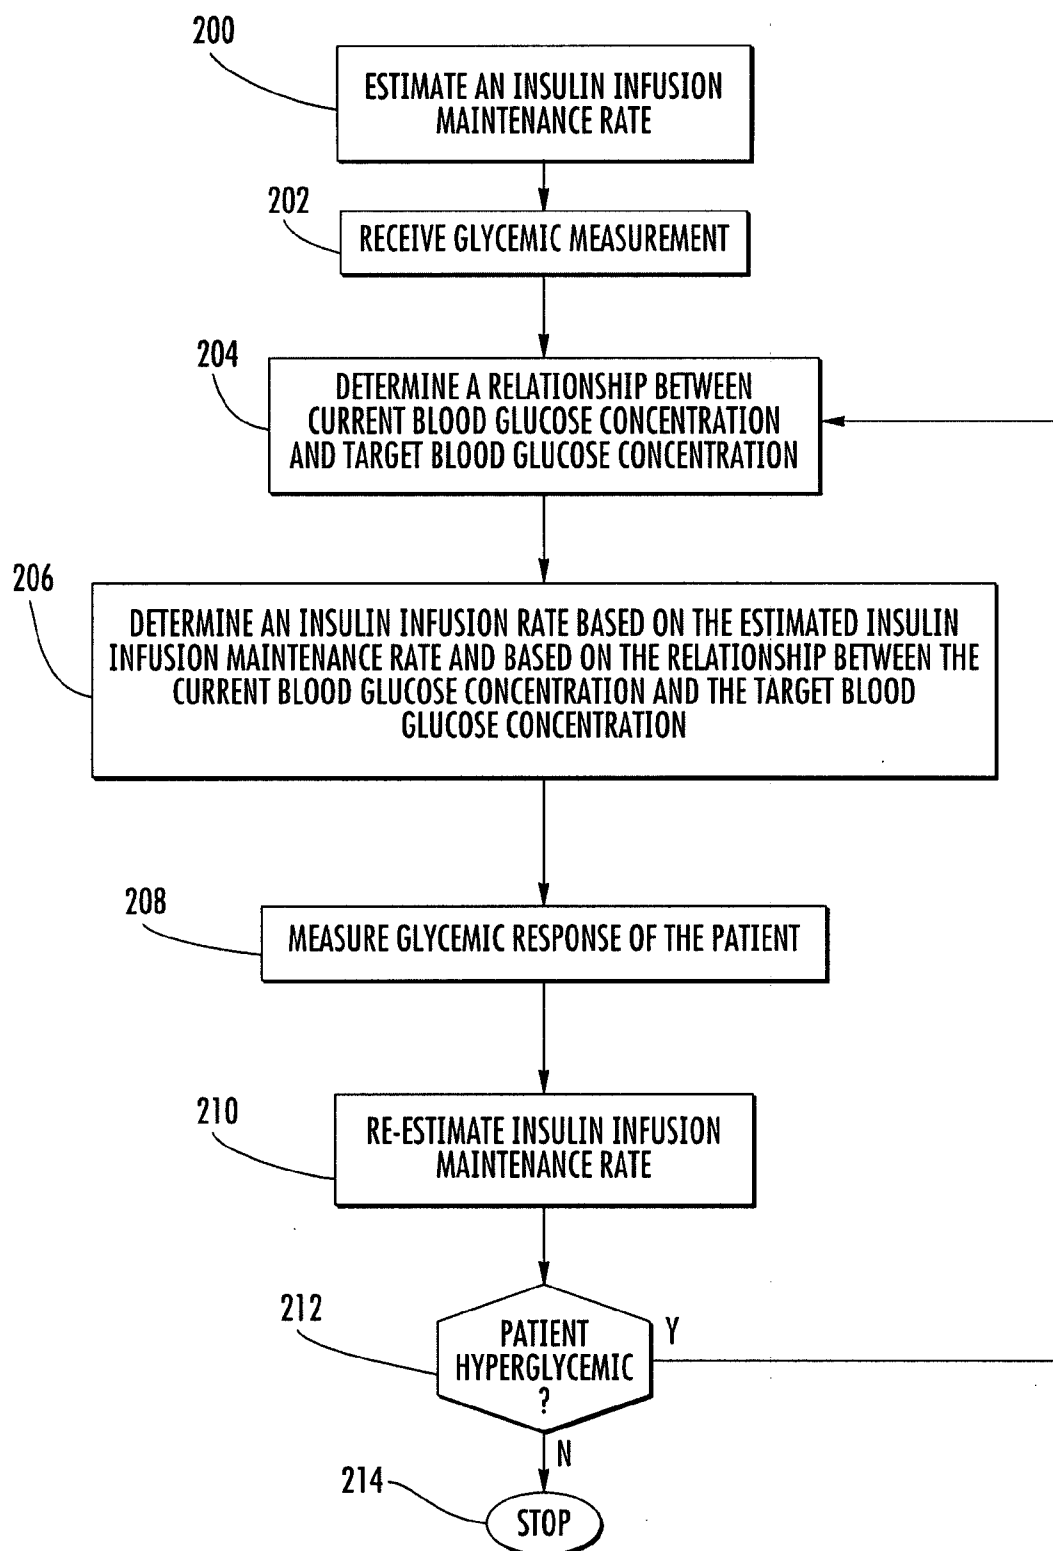 200
ESTIMATE AN INSULIN INFUSION
MAINTENANCE RATE
202
RECEIVE GLYCEMIC MEASUREMENT
204
DETERMINE A RELATIONSHIP BETWEEN
CURRENT BLOOD GLUCOSE CONCENTRATION
AND TARGET BLOOD GLUCOSE CONCENTRATION
206
DETERMINE AN INSULIN INFUSION RATE BASED ON THE ESTIMATED INSULIN
INFUSION MAINTENANCE RATE AND BASED ON THE RELATIONSHIP BETWEEN THE
CURRENT BLOOD GLUCOSE CONCENTRATION AND THE TARGET BLOOD
GLUCOSE CONCENTRATION
208
MEASURE GLYCEMIC RESPONSE OF THE PATIENT
210
RE-ESTIMATE INSULIN INFUSION
MAINTENANCE RATE
212
PATIENT
HYPERGLYCEMIC
?
Y
N
214
STOP